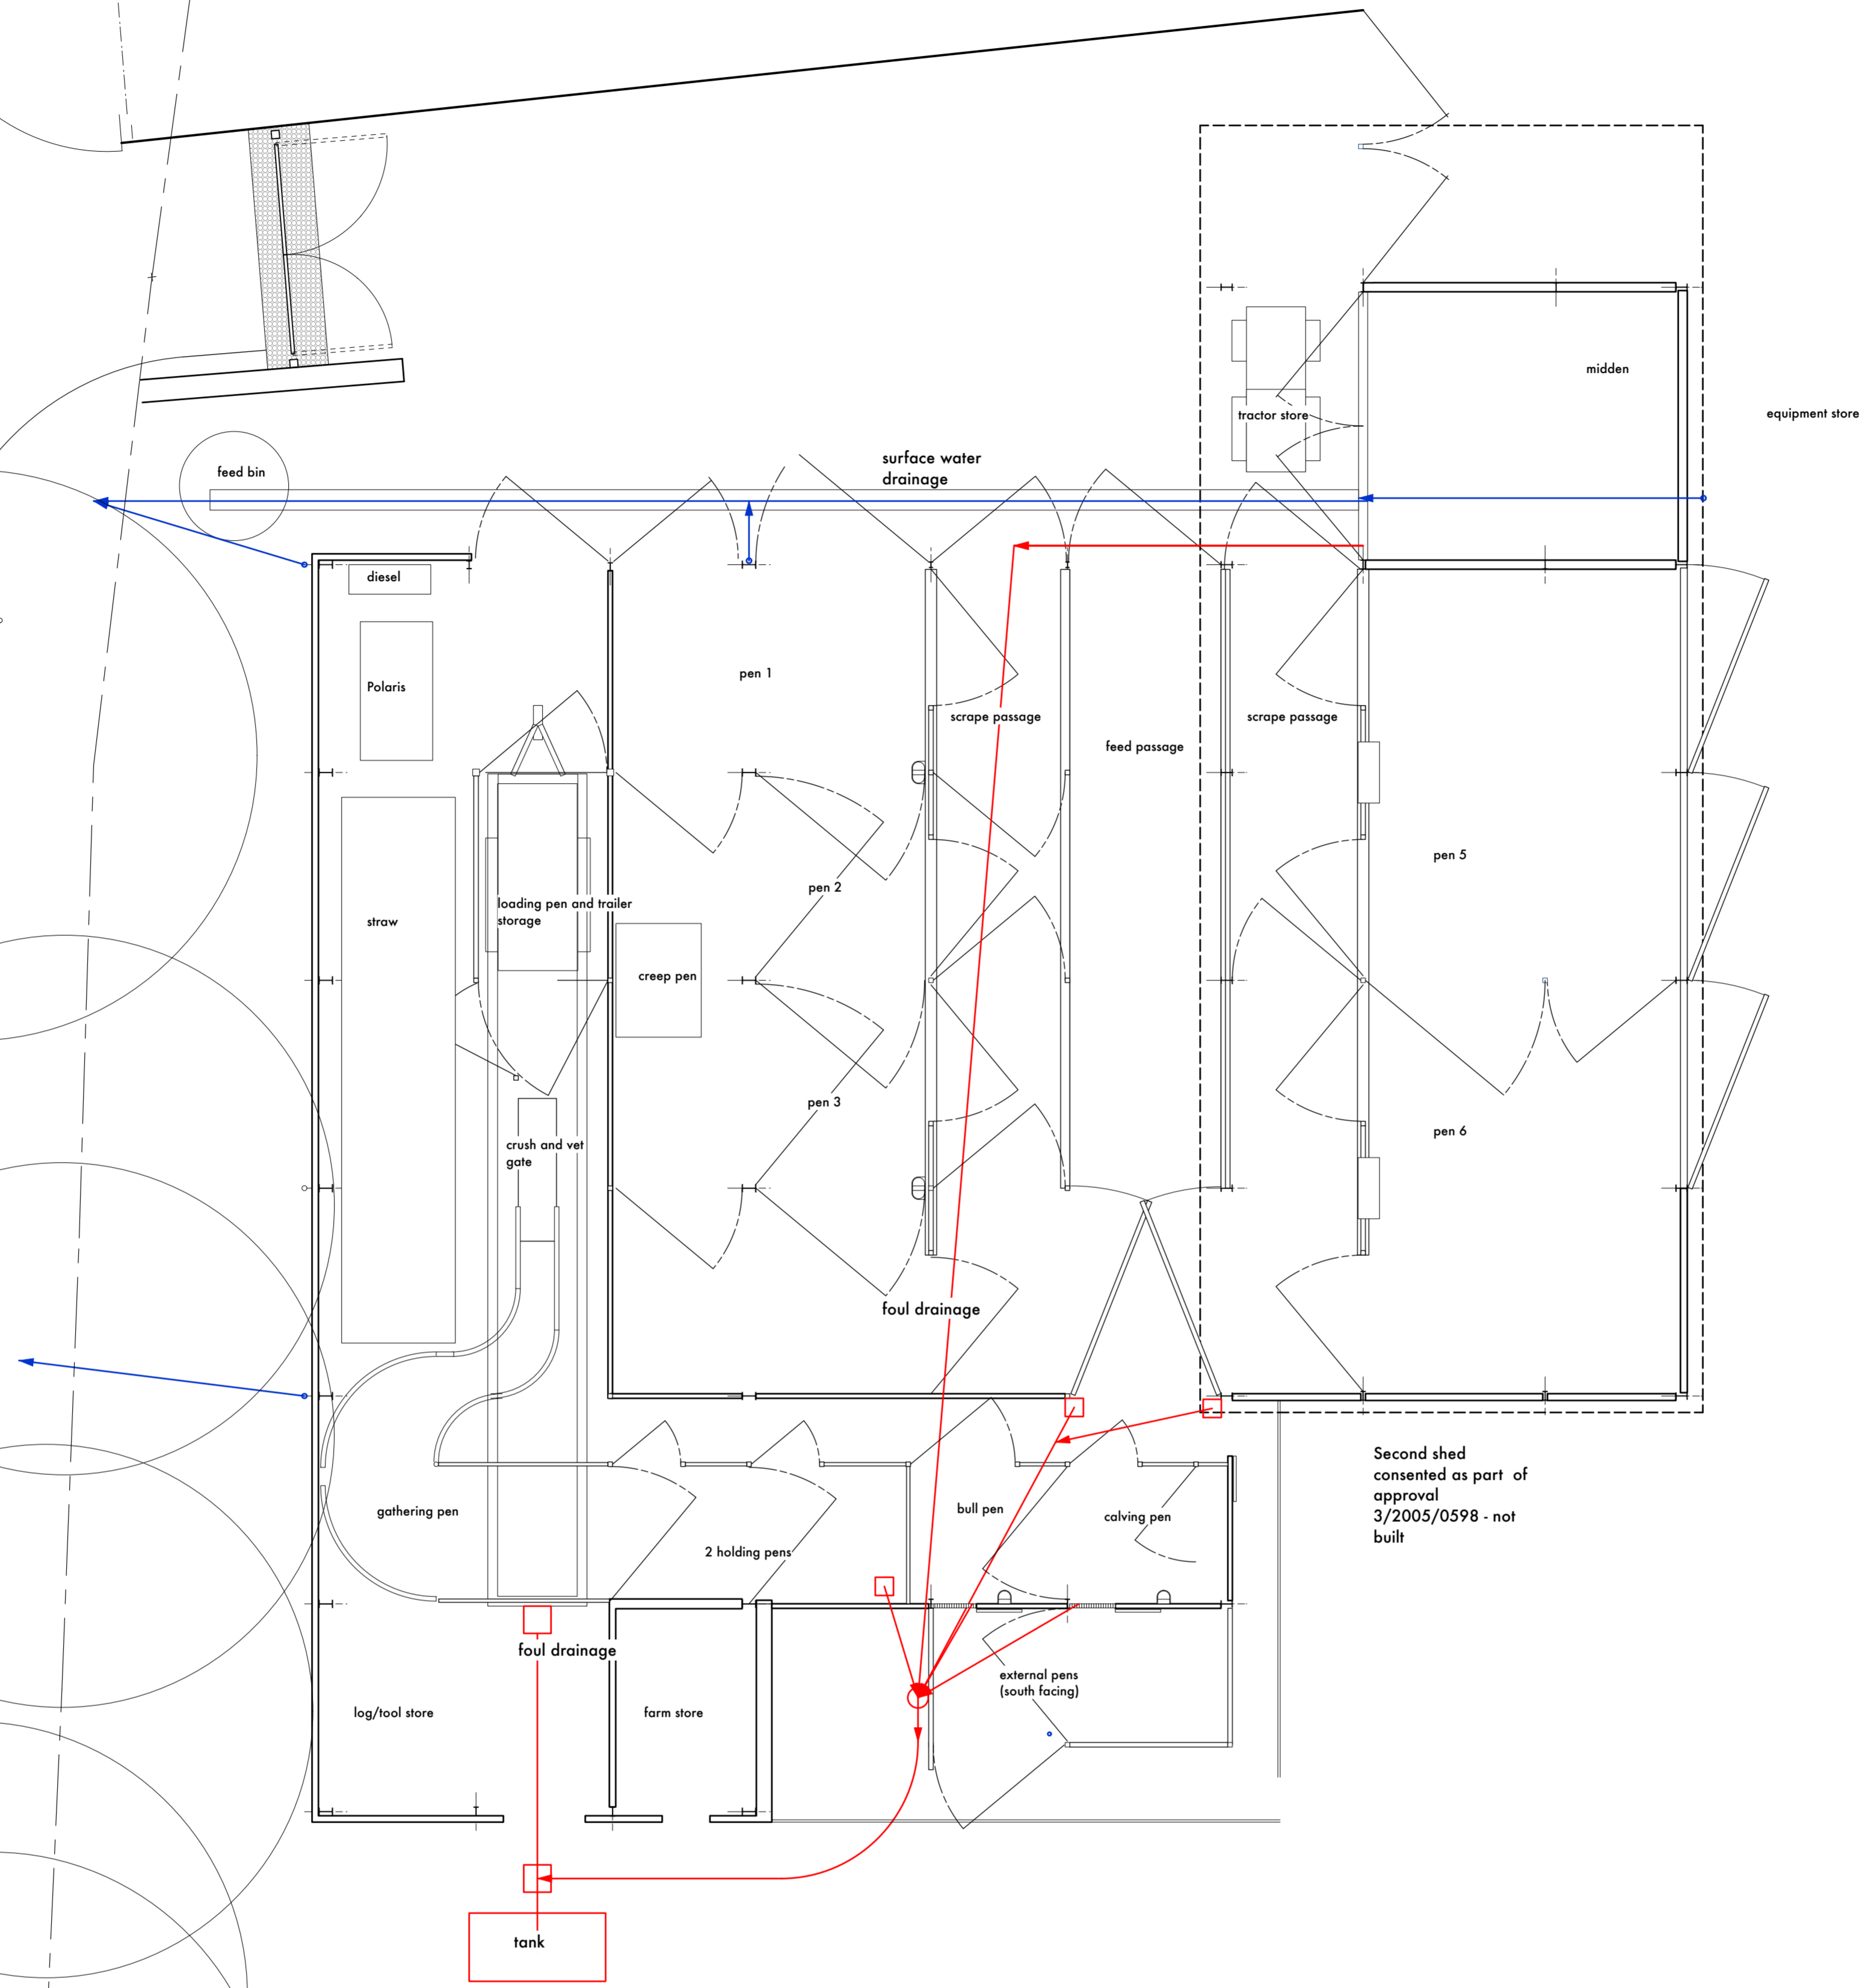 midden
equipment store
tractor store
surface water
drainage
feed bin
diesel
pen 1
Polaris
scrape passage
scrape passage
feed passage
pen 5
pen 2
loading pen and trailer
storage
straw
creep pen
pen 3
pen 6
crush and vet
gate
foul drainage
Second shed
consented as part of
approval
3/2005/0598 - not
built
gathering pen
bull pen
calving pen
2 holding pens
foul drainage
external pens
(south facing)
log/tool store
farm store
tank